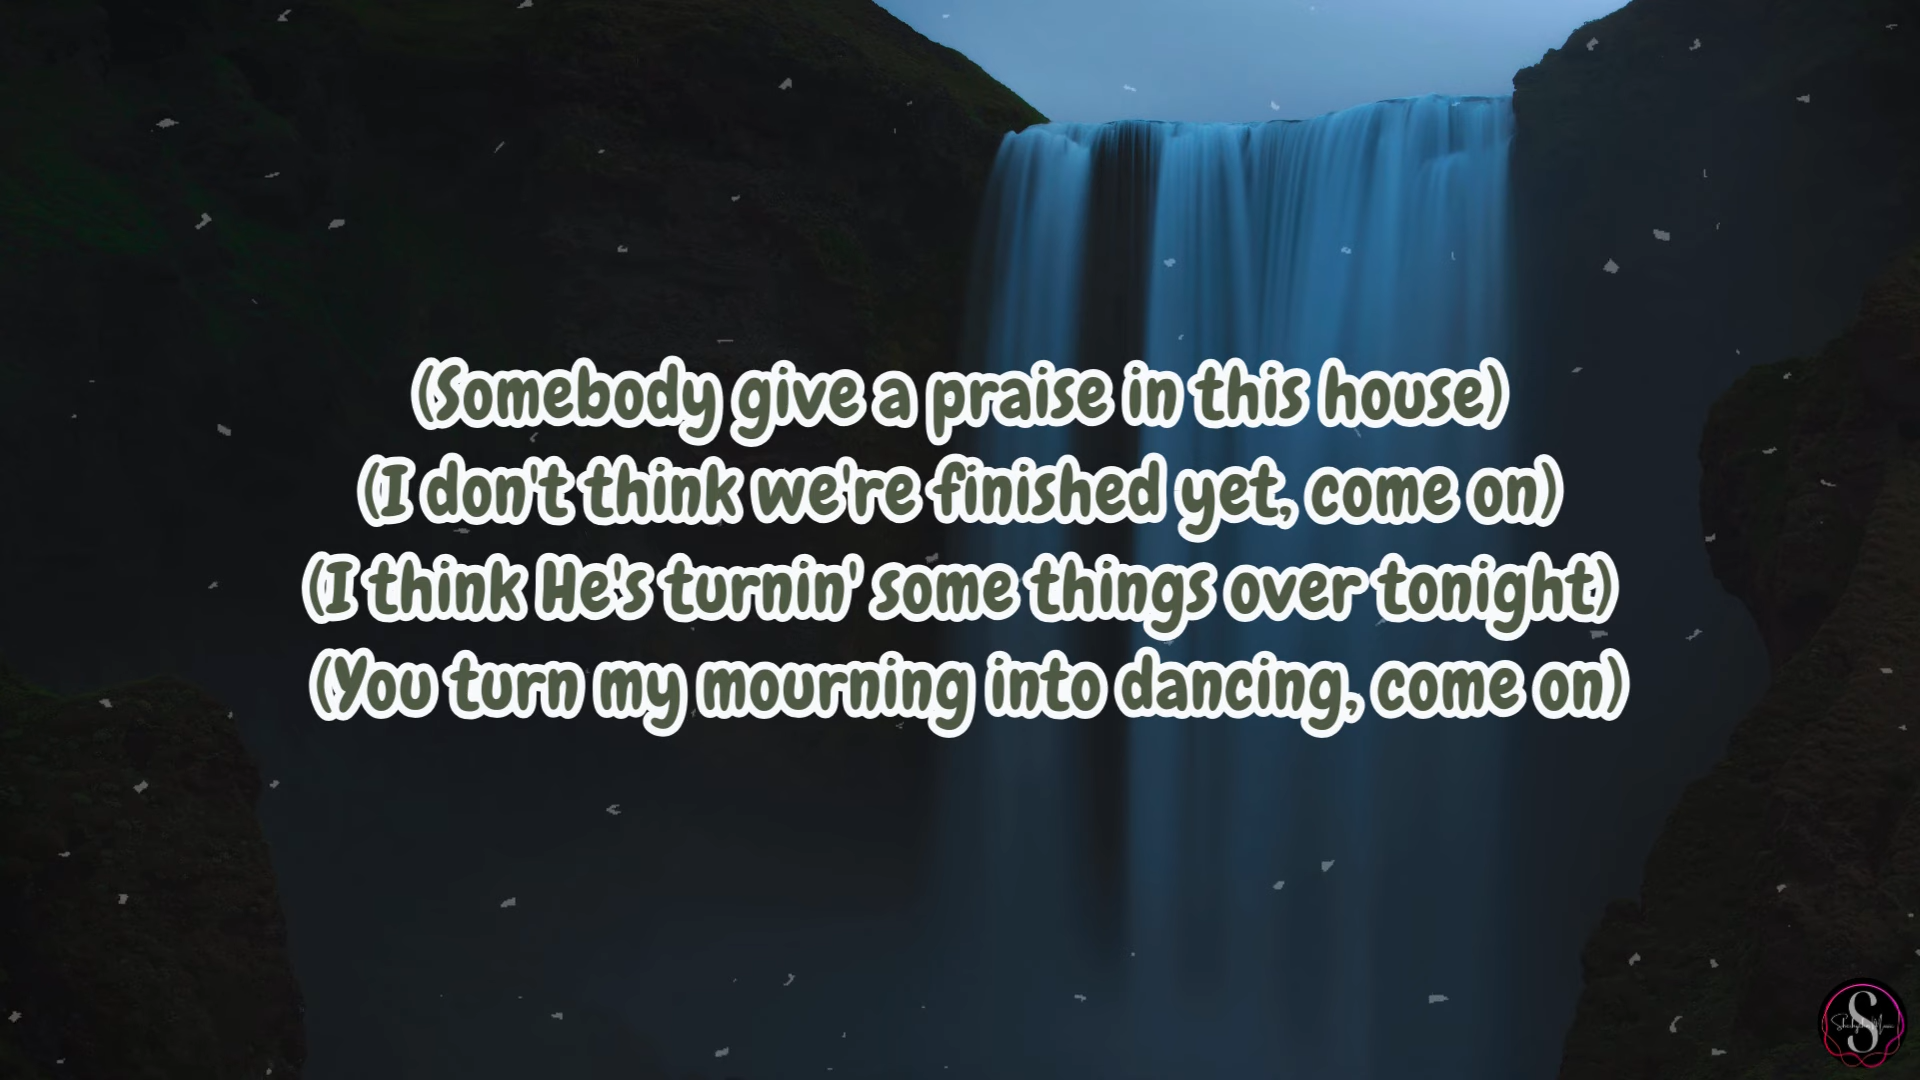 (Somebody give a praise in this house)
(I don't think we're finished yet, come on)
(I think He's turnin' some things over tonight)
(You turn my mourning into dancing, come on)
S